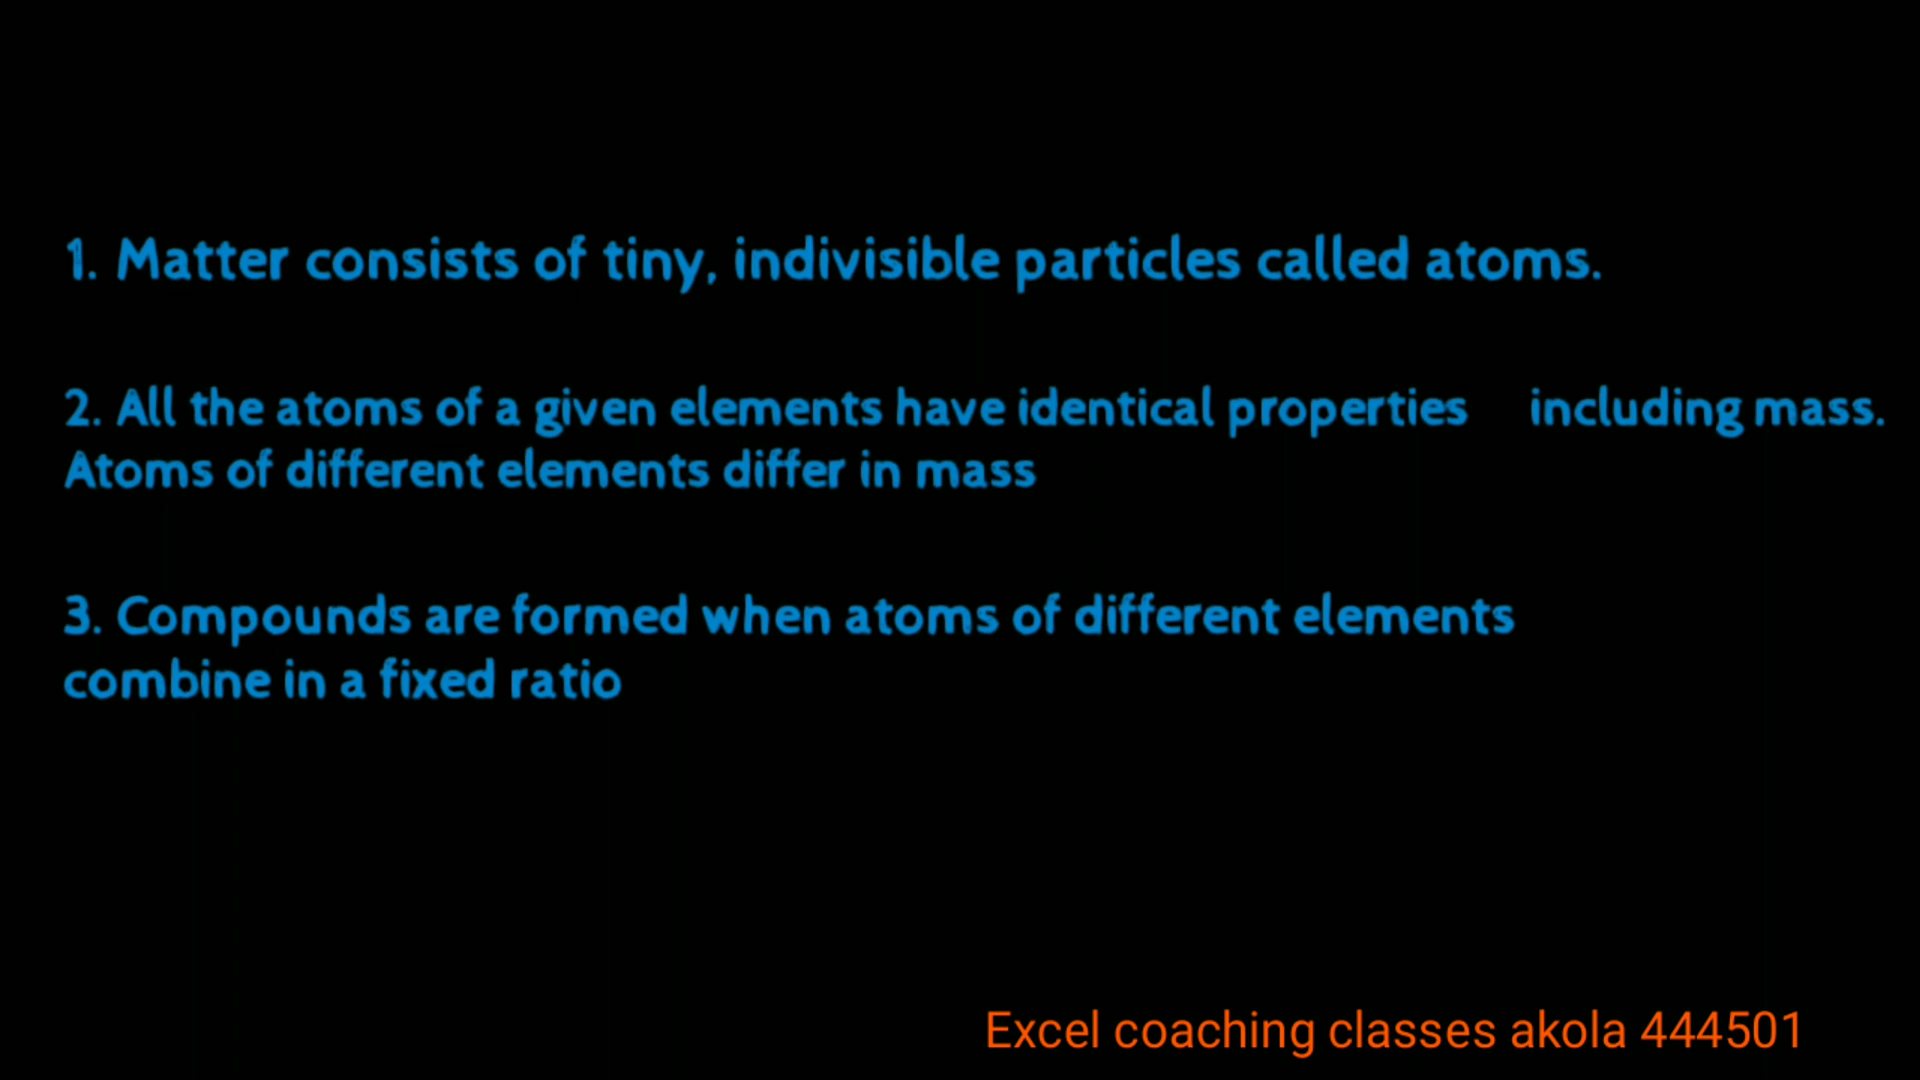 1. Matter consists of tiny, indivisible particles called atoms.
2. All the atoms of a given elements have identical properties including mass.
Atoms of different elements differ in mass
3. Compounds are formed when atoms of different elements
combine in a fixed ratio
Excel coaching classes akola 444501